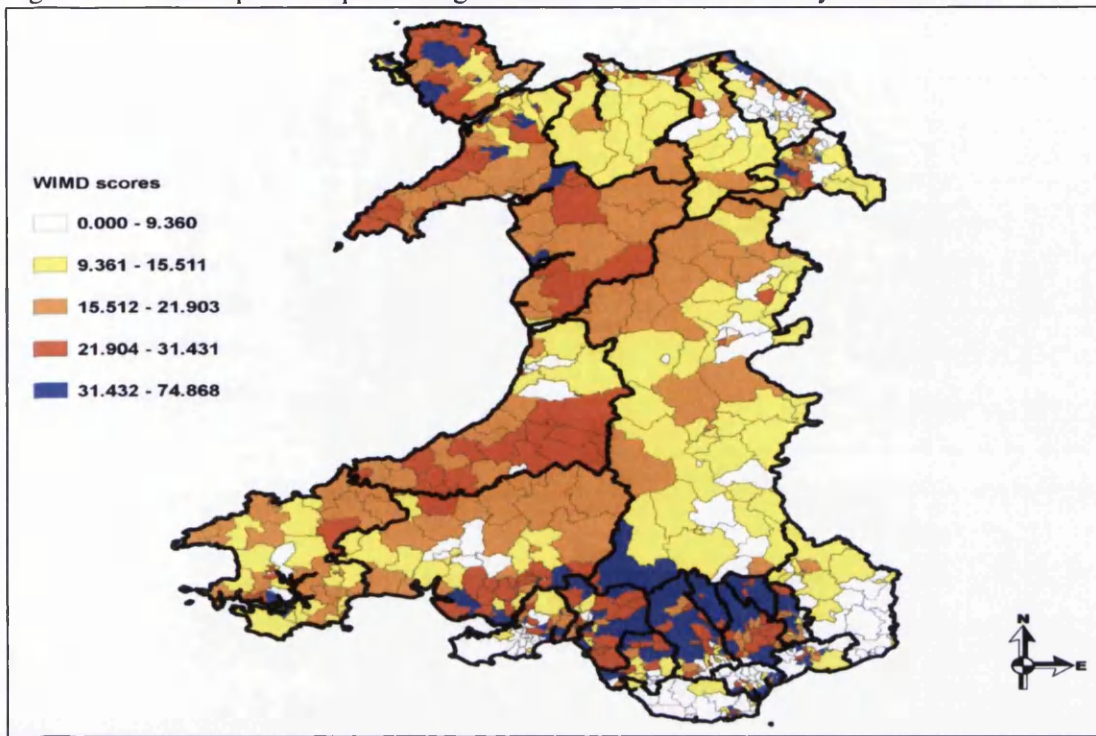 WIMD scores
0.000 - 9.360
9.361 - 15.511
15.512 - 21.903
21.904 - 31.431
31.432 - 74.868
N
E